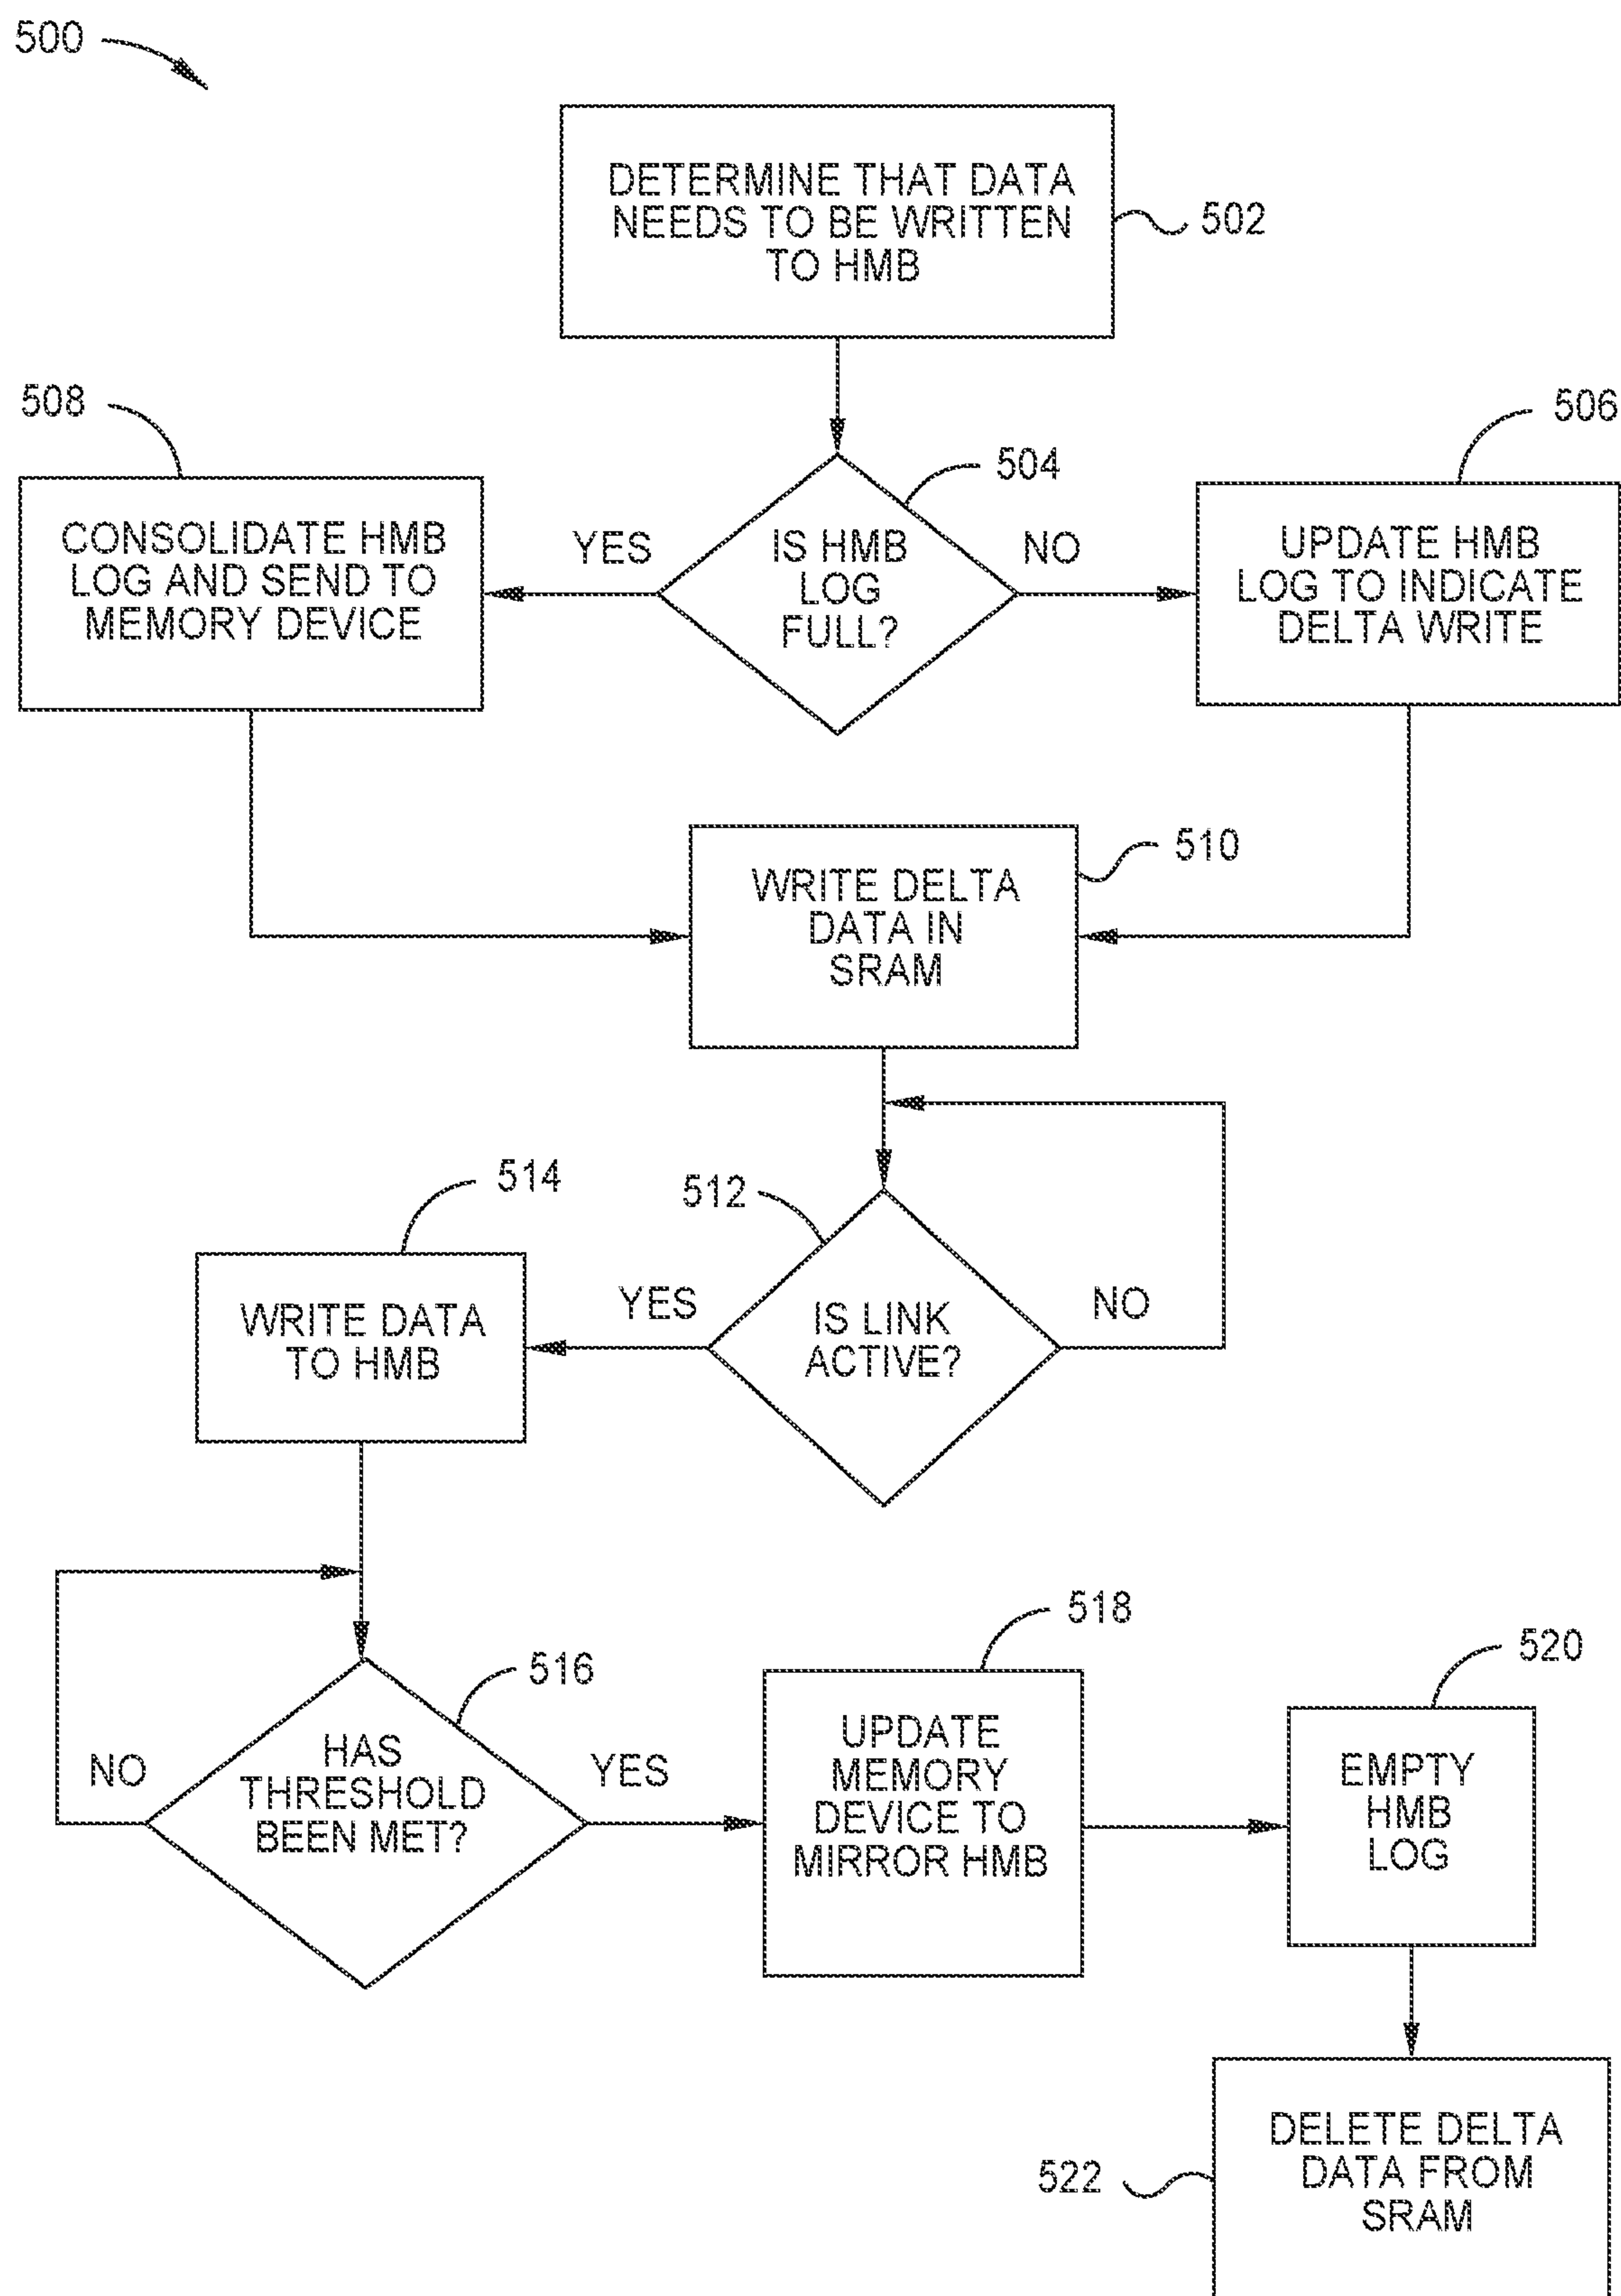 500
DETERMINE THAT DATA
NEEDS TO BE WRITTEN
TO HMB
502
508
504
506
CONSOLIDATE HMB
LOG AND SEND TO
MEMORY DEVICE
YES
IS HMB
LOG
FULL?
NO
UPDATE HMB
LOG TO INDICATE
DELTA WRITE
WRITE DELTA
DATA IN
SRAM
510
514
512
WRITE DATA
TO HMB
YES
IS LINK
ACTIVE?
NO
516
518
520
NO
HAS
THRESHOLD
BEEN MET?
YES
UPDATE
MEMORY
DEVICE TO
MIRROR HMB
EMPTY
HMB
LOG
522
DELETE DELTA
DATA FROM
SRAM